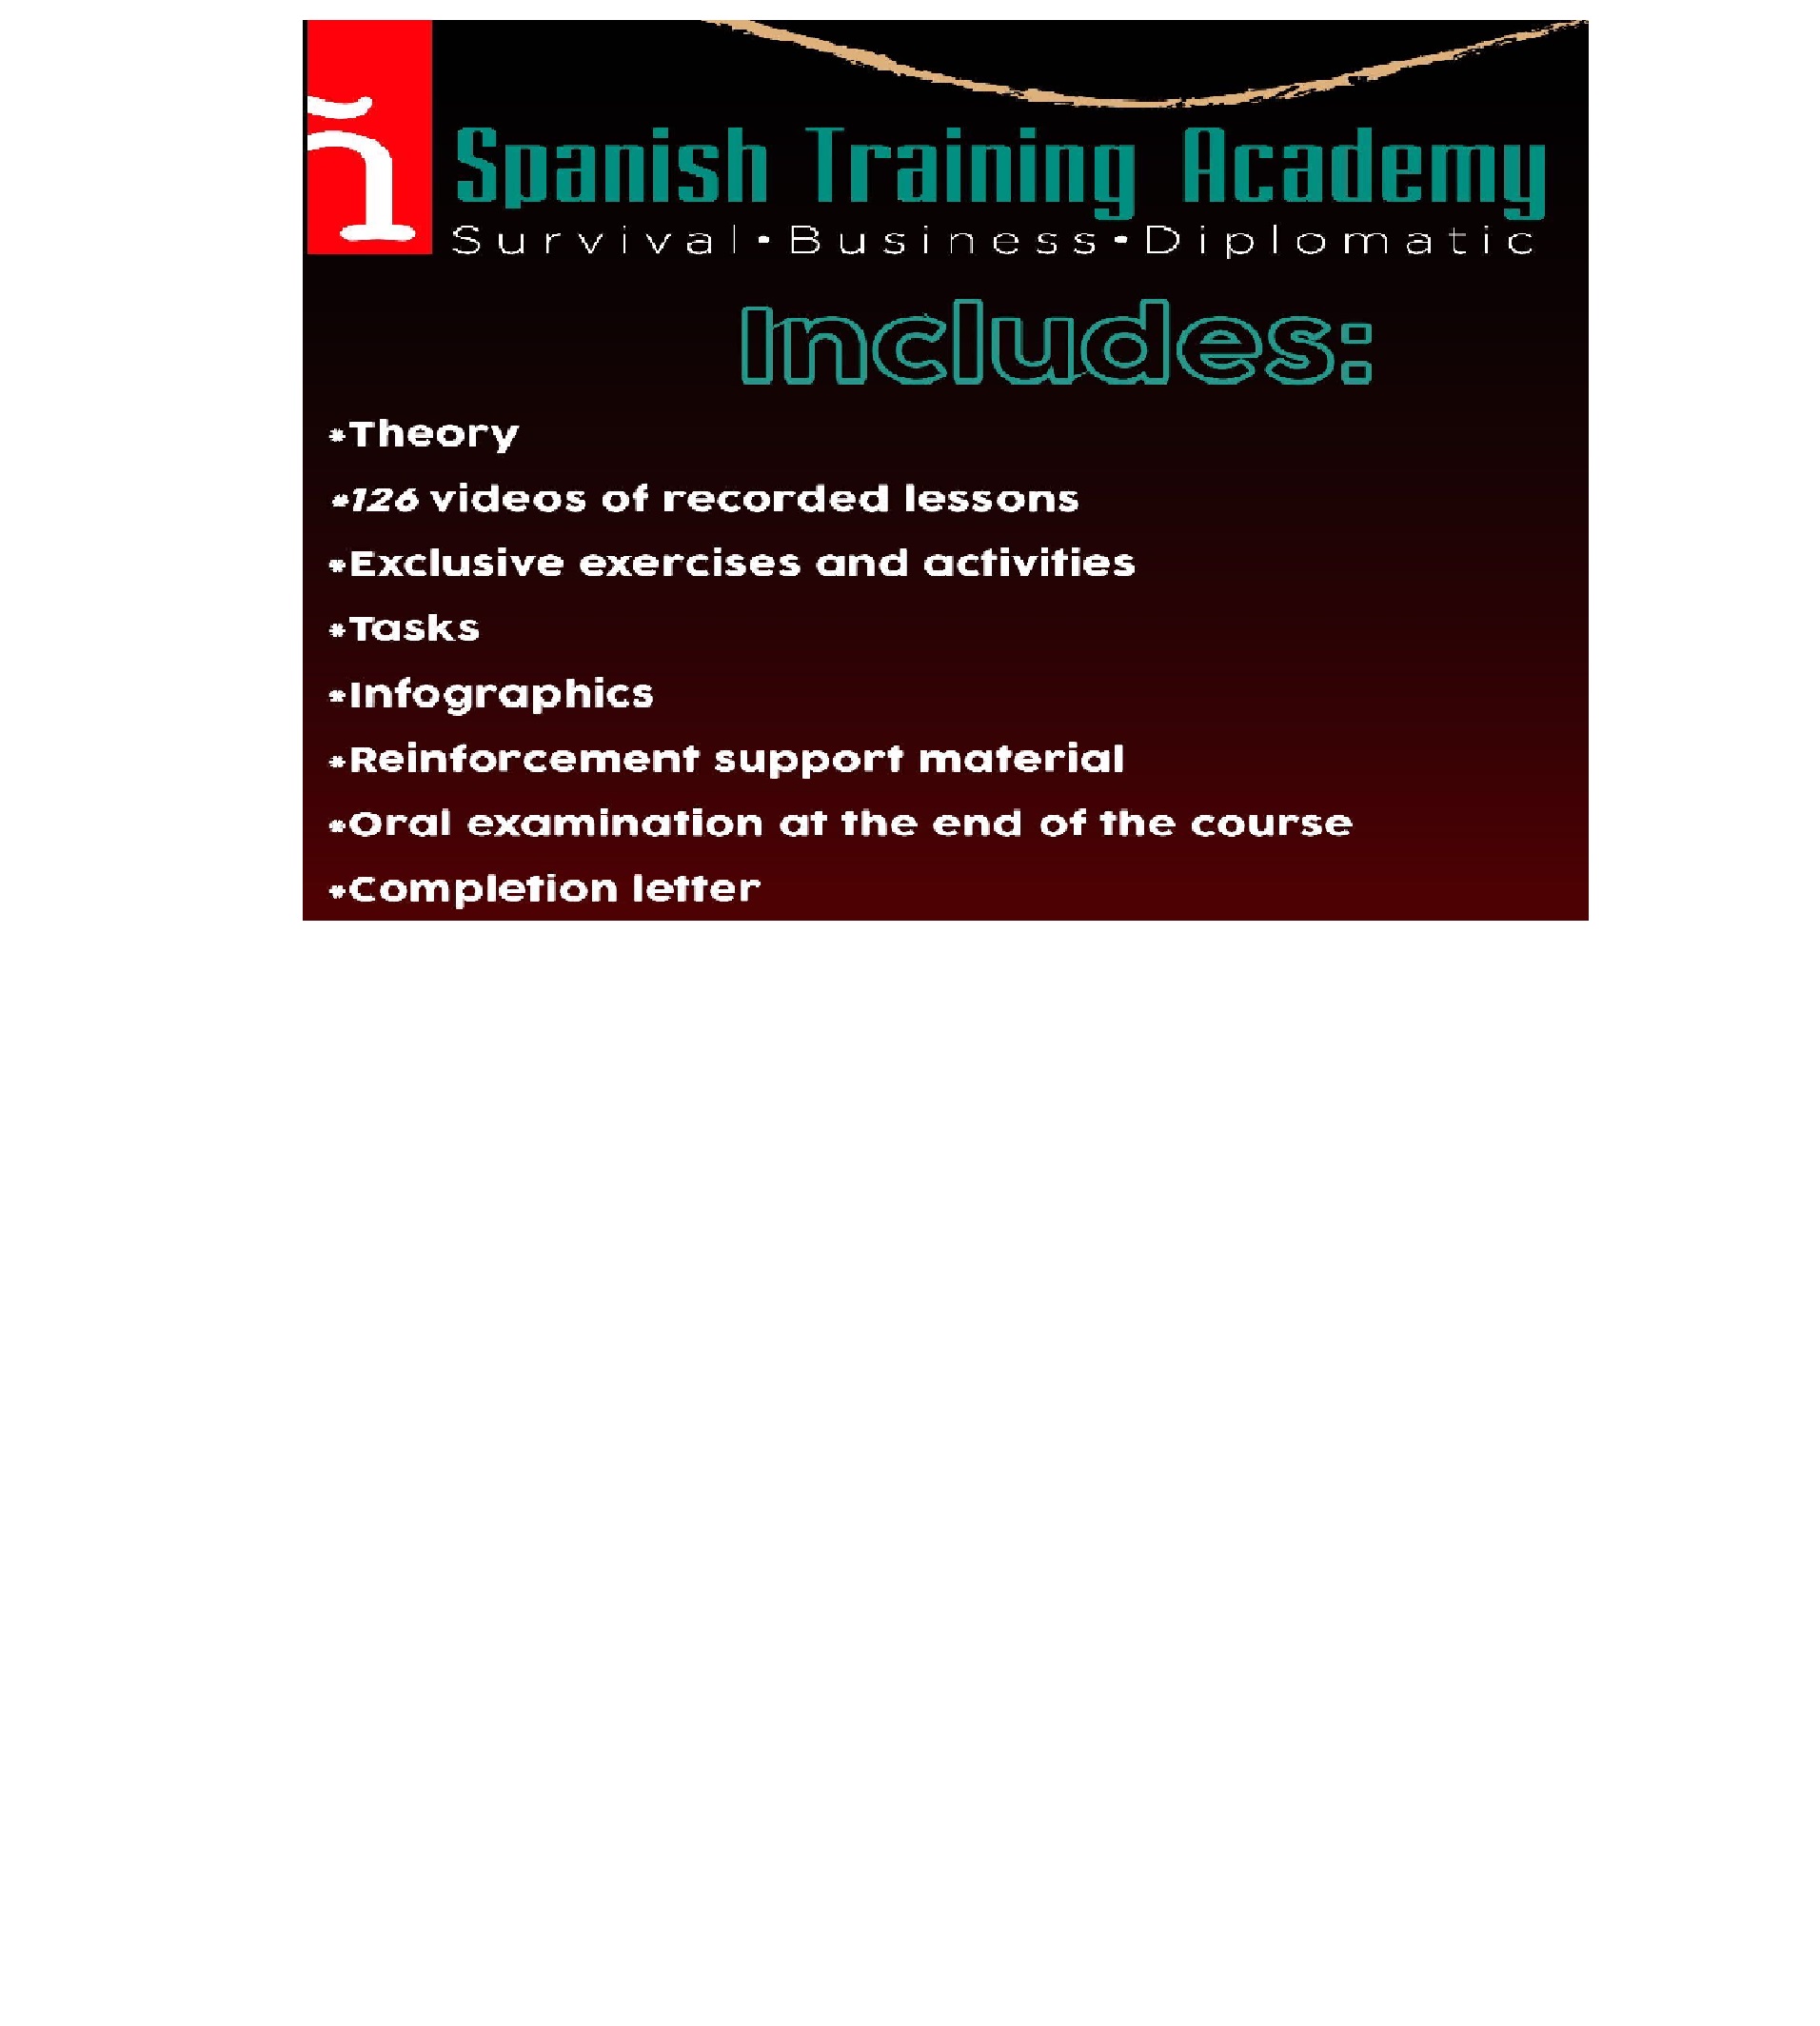 Spanish Training Academy
Survival•Business•Diplomatic
Includes:
*Theory
*126 videos of recorded lessons
*Exclusive exercises and activities
*Tasks
*Infographics
*Reinforcement support material
*Oral examination at the end of the course
*Completion letter